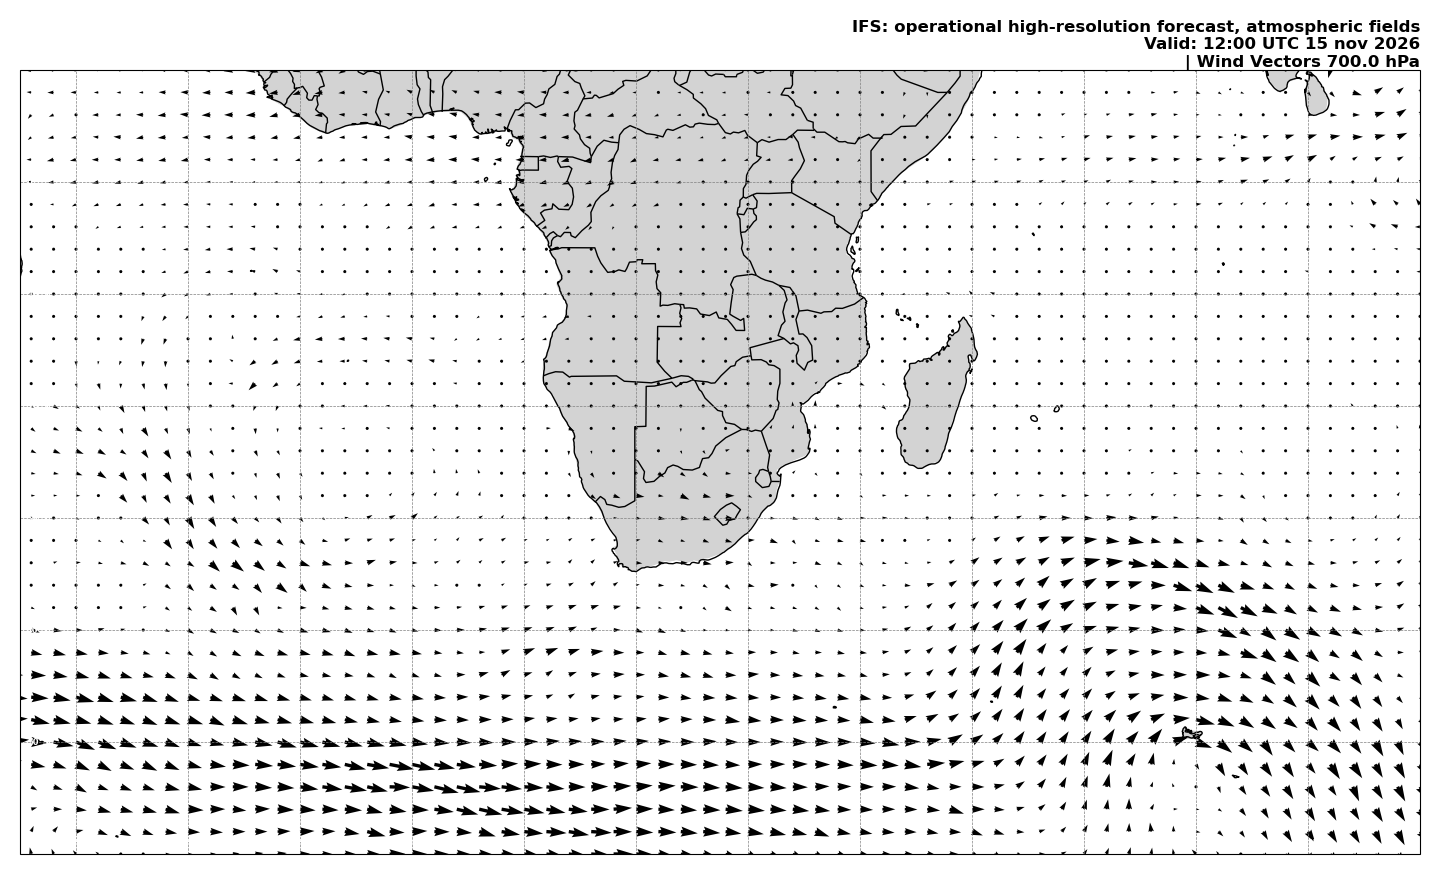 IFS: operational high-resolution forecast, atmospheric fields
Valid: 12:00 UTC 15 nov 2026
| Wind Vectors 700.0 hPa